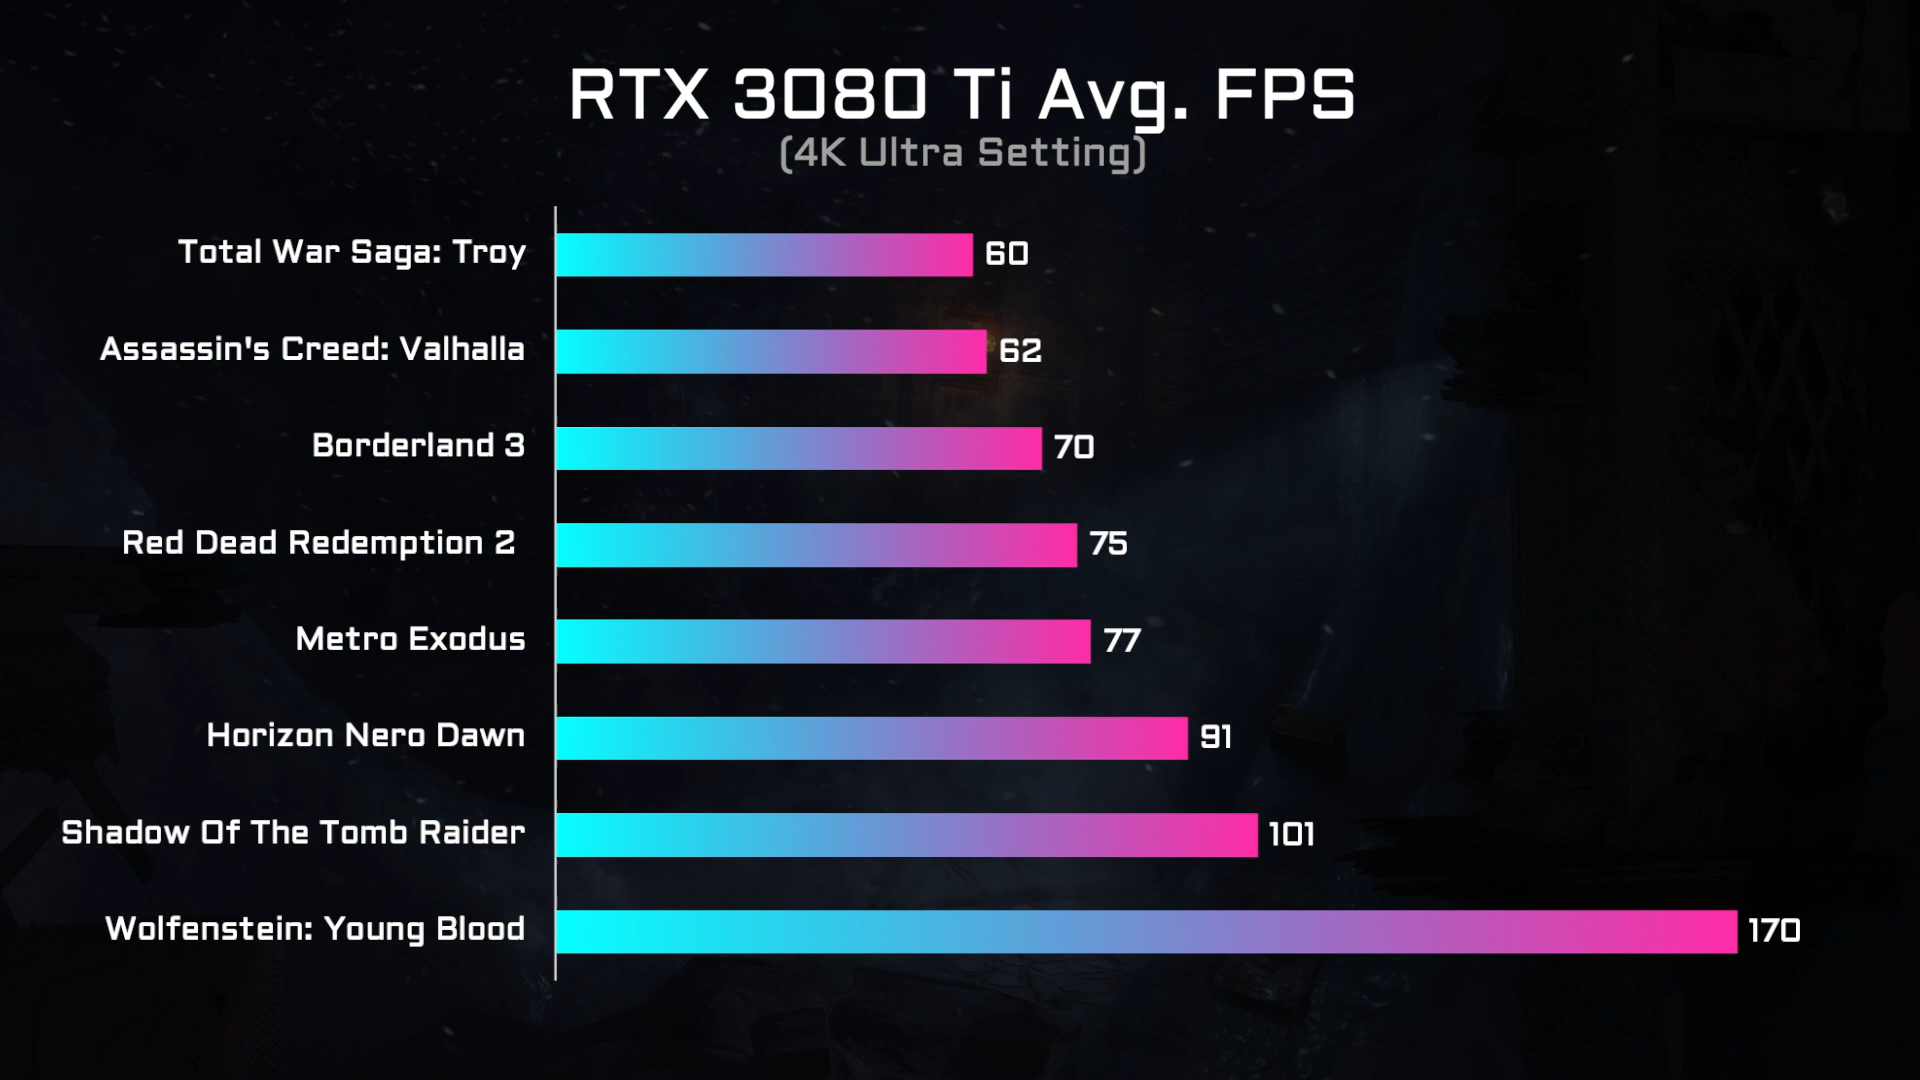 RTX 3080 Ti Avg. FPS
(4K Ultra Setting)
Total War Saga: Troy 60
Assassin's Creed: Valhalla 62
Borderland 3 70
Red Dead Redemption 2 75
Metro Exodus 77
Horizon Nero Dawn 91
Shadow Of The Tomb Raider 101
Wolfenstein: Young Blood 170